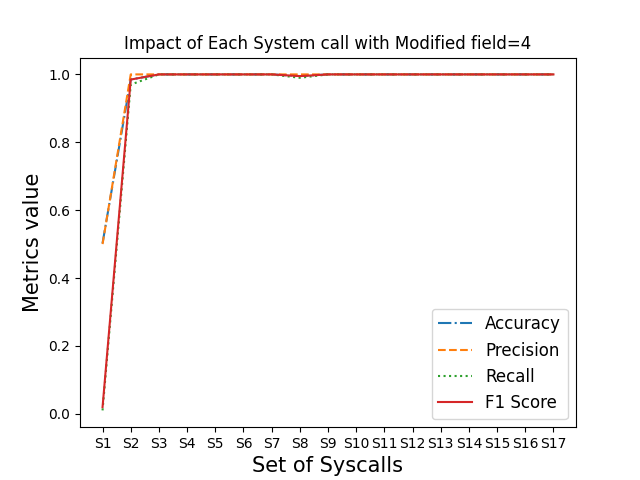 Impact of Each System call with Modified field=4
Metrics value
1.0
0.8
0.6
0.4
0.2
0.0
Accuracy
Precision
Recall
F1 Score
S1 S2 S3 S4 S5 S6 S7 S8 S9 S10 S11 S12 S13 S14 S15 S16 S17
Set of Syscalls